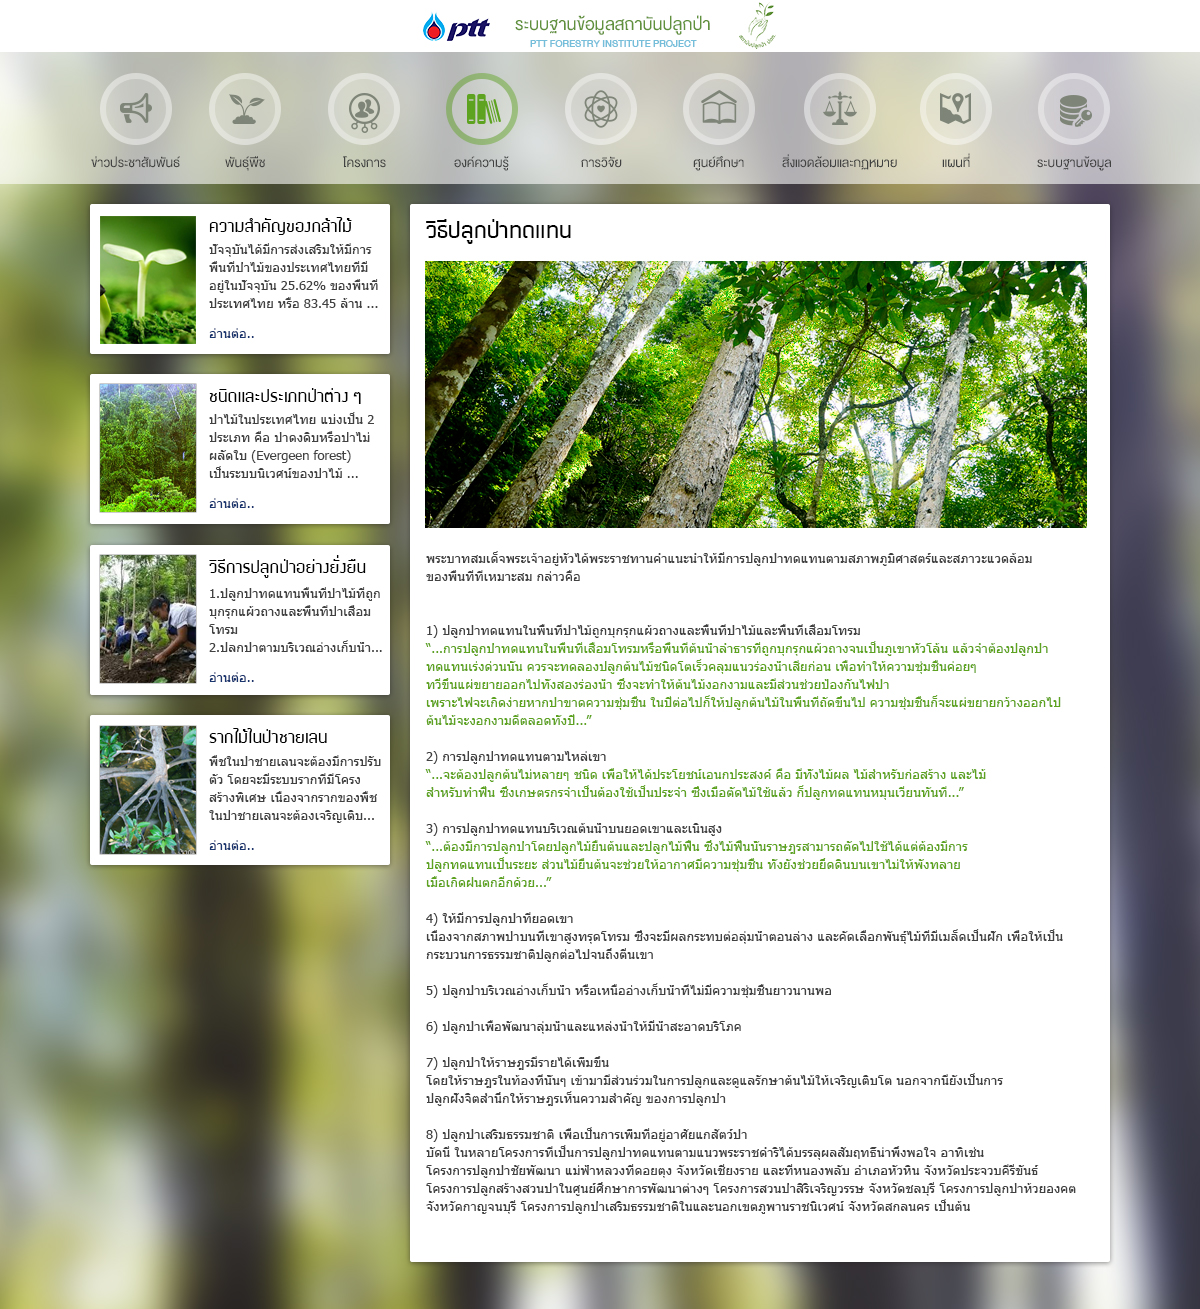 ptt
ระบบฐานข้อมูลสถาบันปลูกป่า
PTT FORESTRY INSTITUTE PROJECT
ข่าวประชาสัมพันธ์
พันธุ์พืช
โครงการ
องค์ความรู้
การวิจัย
ศูนย์ศึกษา
สิ่งแวดล้อมและกฎหมาย
แผนที่
ระบบฐานข้อมูล
ความสำคัญของกล้าไม้
ปัจจุบันได้มีการส่งเสริมให้มีการ
พื้นที่ป่าไม้ของประเทศไทยที่มี
อยู่ในปัจจุบัน 25.62% ของพื้นที่
ประเทศไทย หรือ 83.45 ล้าน ...
อ่านต่อ..
ชนิดและประเภทป่าต่าง ๆ
ป่าไม้ในประเทศไทย แบ่งเป็น 2
ประเภท คือ ป่าดงดิบหรือป่าไม่
ผลัดใบ (Evergeen forest)
เป็นระบบนิเวศน์ของป่าไม้ ...
อ่านต่อ..
วิธีการปลูกป่าอย่างยั่งยืน
1.ปลูกป่าทดแทนพื้นที่ป่าไม้ที่ถูก
บุกรุกแผ้วถางและพื้นที่ป่าเสื่อม
โทรม
2.ปลูกป่าตามบริเวณอ่างเก็บน้ำ...
อ่านต่อ..
รากไม้ในป่าชายเลน
พืชในป่าชายเลนจะต้องมีการปรับ
ตัว โดยจะมีระบบรากที่มีโครง
สร้างพิเศษ เนื่องจากรากของพืช
ในป่าชายเลนจะต้องเจริญเติบ...
อ่านต่อ..
วิธีปลูกป่าทดแทน
พระบาทสมเด็จพระเจ้าอยู่หัวได้พระราชทานคำแนะนำให้มีการปลูกป่าทดแทนตามสภาพภูมิศาสตร์และสภาวะแวดล้อม
ของพื้นที่ที่เหมาะสม กล่าวคือ
1) ปลูกป่าทดแทนในพื้นที่ป่าไม้ถูกบุกรุกแผ้วถางและพื้นที่ป่าไม้และพื้นที่เสื่อมโทรม
“...การปลูกป่าทดแทนในพื้นที่เสื่อมโทรมหรือพื้นที่ต้นน้ำลำธารที่ถูกบุกรุกแผ้วถางจนเป็นภูเขาหัวโล้น แล้วจำต้องปลูกป่า
ทดแทนเร่งด่วนนั้น ควรจะทดลองปลูกต้นไม้ชนิดโตเร็วคลุมแนวร่องน้ำเสียก่อน เพื่อทำให้ความชุ่มชื้นค่อยๆ
ทวีขึ้นแผ่ขยายออกไปทั้งสองร่องน้ำ ซึ่งจะทำให้ต้นไม้งอกงามและมีส่วนช่วยป้องกันไฟป่า
เพราะไฟจะเกิดง่ายหากป่าขาดความชุ่มชื้น ในปีต่อไปก็ให้ปลูกต้นไม้ในพื้นที่ถัดขึ้นไป ความชุ่มชื้นก็จะแผ่ขยายกว้างออกไป
ต้นไม้จะงอกงามดีตลอดทั้งปี...”
2) การปลูกป่าทดแทนตามไหล่เขา
“...จะต้องปลูกต้นไม่หลายๆ ชนิด เพื่อให้ได้ประโยชน์เอนกประสงค์ คือ มีทั้งไม้ผล ไม้สำหรับก่อสร้าง และไม้
สำหรับทำฟืน ซึ่งเกษตรกรจำเป็นต้องใช้เป็นประจำ ซึ่งเมื่อตัดไม้ใช้แล้ว ก็ปลูกทดแทนหมุนเวียนทันที...”
3) การปลูกป่าทดแทนบริเวณต้นน้ำบนยอดเขาและเนินสูง
“...ต้องมีการปลูกป่าโดยปลูกไม้ยืนต้นและปลูกไม้ฟืน ซึ่งไม้ฟืนนั้นราษฎรสามารถตัดไปใช้ได้แต่ต้องมีการ
ปลูกทดแทนเป็นระยะ ส่วนไม้ยืนต้นจะช่วยให้อากาศมีความชุ่มชื้น ทั้งยังช่วยยึดดินบนเขาไม่ให้พังทลาย
เมื่อเกิดฝนตกอีกด้วย...”
4) ให้มีการปลูกป่าที่ยอดเขา
เนื่องจากสภาพป่าบนที่เขาสูงทรุดโทรม ซึ่งจะมีผลกระทบต่อลุ่มน้ำตอนล่าง และคัดเลือกพันธุ์ไม้ที่มีเมล็ดเป็นฝัก เพื่อให้เป็น
กระบวนการธรรมชาติปลูกต่อไปจนถึงตีนเขา
5) ปลูกป่าบริเวณอ่างเก็บน้ำ หรือเหนืออ่างเก็บน้ำที่ไม่มีความชุ่มชื้นยาวนานพอ
6) ปลูกป่าเพื่อพัฒนาลุ่มน้ำและแหล่งน้ำให้มีน้ำสะอาดบริโภค
7) ปลูกป่าให้ราษฎรมีรายได้เพิ่มขึ้น
โดยให้ราษฎรในท้องที่นั้นๆ เข้ามามีส่วนร่วมในการปลูกและดูแลรักษาต้นไม้ให้เจริญเติบโต นอกจากนี้ยังเป็นการ
ปลูกฝังจิตสำนึกให้ราษฎรเห็นความสำคัญ ของการปลูกป่า
8) ปลูกป่าเสริมธรรมชาติ เพื่อเป็นการเพิ่มที่อยู่อาศัยแก่สัตว์ป่า
บัดนี้ ในหลายโครงการที่เป็นการปลูกป่าทดแทนตามแนวพระราชดำริได้บรรลุผลสัมฤทธิ์น่าพึงพอใจ อาทิเช่น
โครงการปลูกป่าชัยพัฒนา แม่ฟ้าหลวงที่ดอยตุง จังหวัดเชียงราย และที่หนองพลับ อำเภอหัวหิน จังหวัดประจวบคีรีขันธ์
โครงการปลูกสร้างสวนป่าในศูนย์ศึกษาการพัฒนาต่างๆ โครงการสวนป่าสิริเจริญวรรษ จังหวัดชลบุรี โครงการปลูกป่าห้วยองคต
จังหวัดกาญจนบุรี โครงการปลูกป่าเสริมธรรมชาติในและนอกเขตภูพานราชนิเวศน์ จังหวัดสกลนคร เป็นต้น